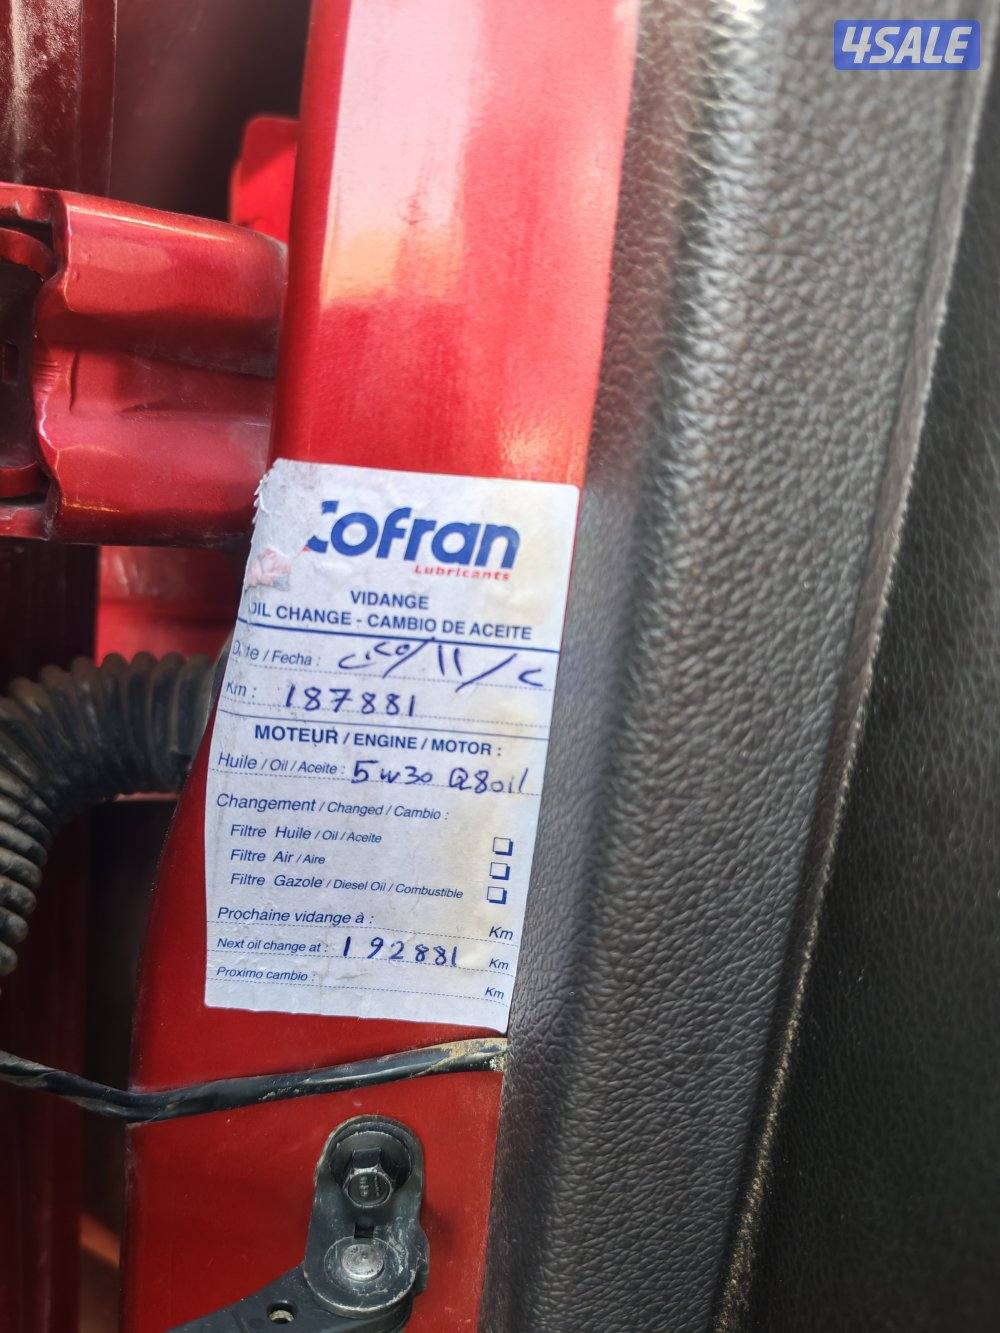 4SALE
Cofran
Lubricants
VIDANGE
OIL CHANGE - CAMBIO DE ACEITE
Date / Fecha :
Km : 187881
MOTEUR / ENGINE / MOTOR :
Huile / Oil / Aceite : 5w30 Q8oil
Changement / Changed / Cambio :
Filtre Huile / Oil / Aceite
Filtre Air / Aire
Filtre Gazole / Diesel Oil / Combustible
Prochaine vidange à : Km
Next oil change at : 192881 Km
Proximo cambio : Km